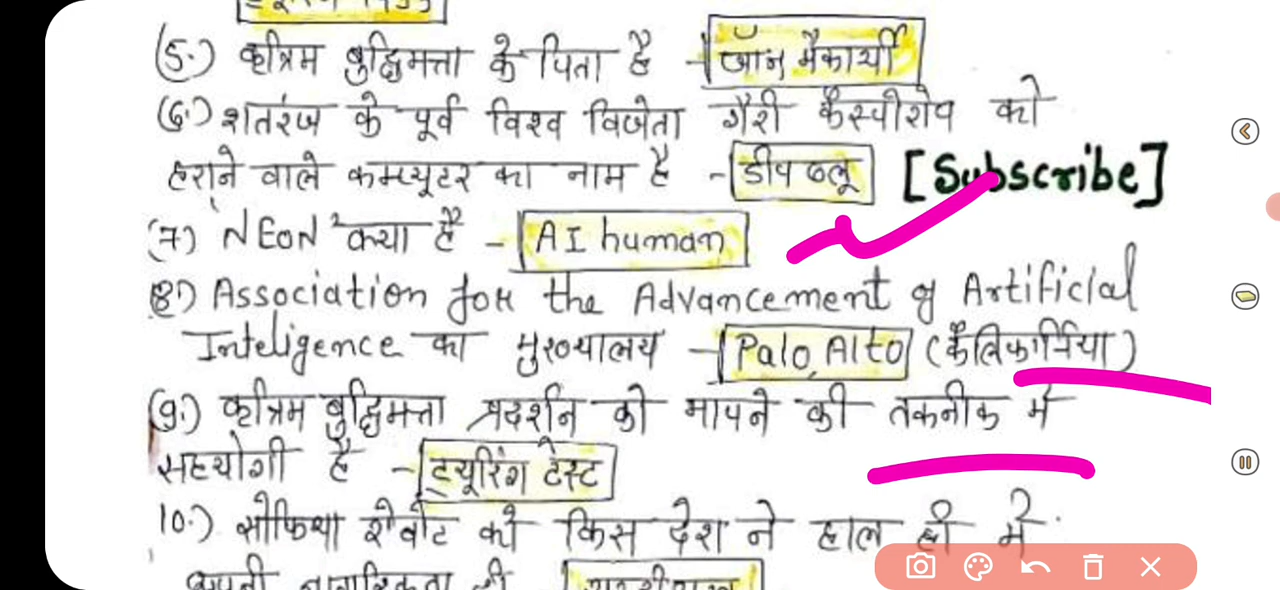 (5.) कृत्रिम बुद्धिमत्ता के पिता है - जॉन मैकार्थी
(6.) शतरंज के पूर्व विश्व विजेता गैरी कैस्पोरोव को
हराने वाले कम्प्यूटर का नाम है - डीप ब्लू [Subscribe]
(7) 'NEON' क्या है - AI human
(8.) Association for the Advancement of Artificial
Inteligence का मुख्यालय - Palo Alto (कैलिफोर्निया)
(9.) कृत्रिम बुद्धिमत्ता प्रदर्शन को मापने की तकनीक में
सहयोगी है - ट्यूरिंग टेस्ट
10.) सोफिया रोबोट को किस देश ने हाल ही में